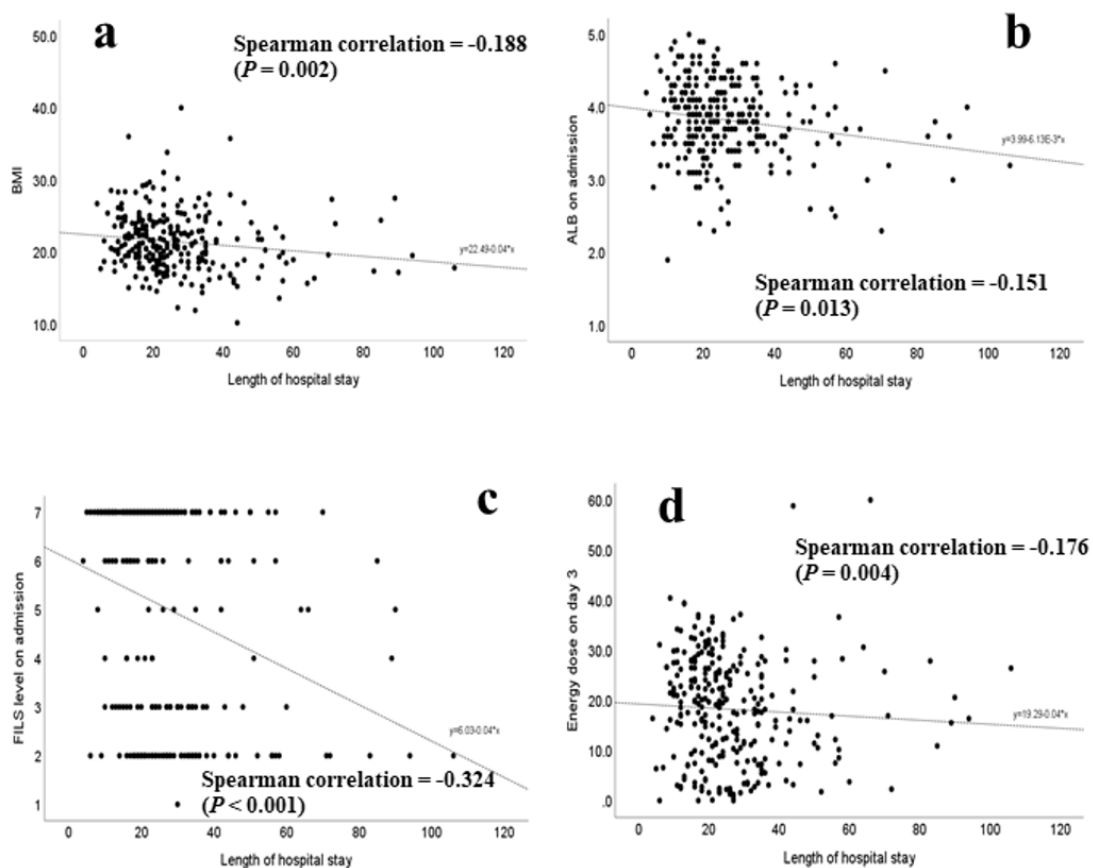 a
Spearman correlation = -0.188
(P = 0.002)
50.0
40.0
30.0
20.0
10.0
BMI
y=22.49-0.04*x
0 20 40 60 80 100 120
Length of hospital stay
b
5.0
4.0
3.0
2.0
1.0
ALB on admission
y=3.99-6.13E-3*x
Spearman correlation = -0.151
(P = 0.013)
0 20 40 60 80 100 120
Length of hospital stay
c
7
6
5
4
3
2
1
FILS level on admission
y=6.03-0.04*x
Spearman correlation = -0.324
(P < 0.001)
0 20 40 60 80 100 120
Length of hospital stay
d
Spearman correlation = -0.176
(P = 0.004)
60.0
50.0
40.0
30.0
20.0
10.0
.0
Energy dose on day 3
y=19.29-0.04*x
0 20 40 60 80 100 120
Length of hospital stay